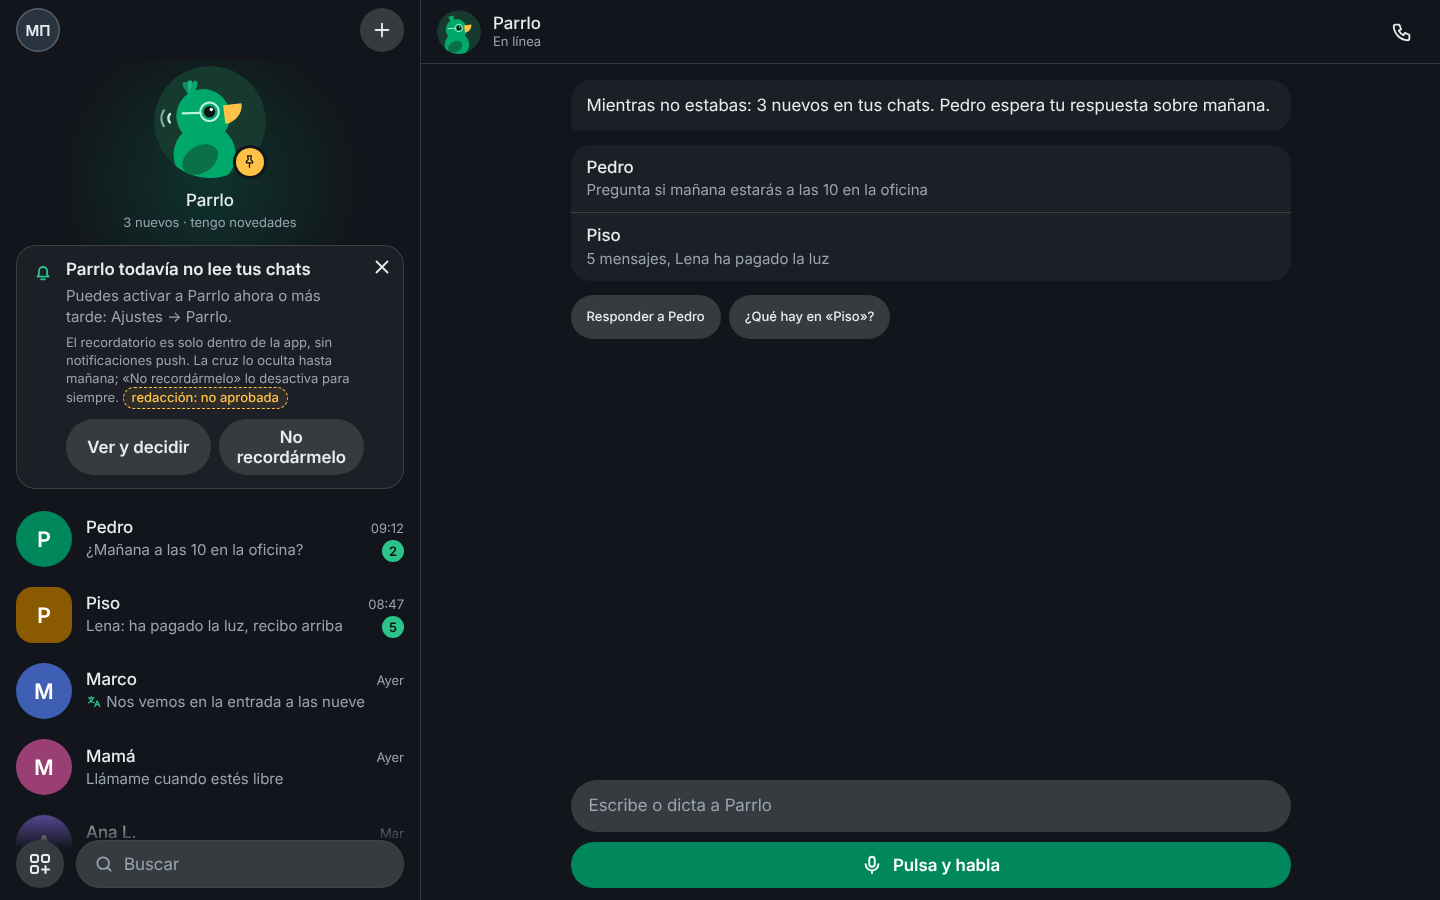 МП
Parrlo
3 nuevos · tengo novedades
Parrlo todavía no lee tus chats
Puedes activar a Parrlo ahora o más
tarde: Ajustes → Parrlo.
El recordatorio es solo dentro de la app, sin
notificaciones push. La cruz lo oculta hasta
mañana; «No recordármelo» lo desactiva para
siempre. redacción: no aprobada
Ver y decidir
No
recordármelo
P
Pedro
09:12
¿Mañana a las 10 en la oficina?
2
P
Piso
08:47
Lena: ha pagado la luz, recibo arriba
5
M
Marco
Ayer
Nos vemos en la entrada a las nueve
M
Mamá
Ayer
Llámame cuando estés libre
Ana L.
Mar
Buscar
Parrlo
En línea
Mientras no estabas: 3 nuevos en tus chats. Pedro espera tu respuesta sobre mañana.
Pedro
Pregunta si mañana estarás a las 10 en la oficina
Piso
5 mensajes, Lena ha pagado la luz
Responder a Pedro
¿Qué hay en «Piso»?
Escribe o dicta a Parrlo
Pulsa y habla